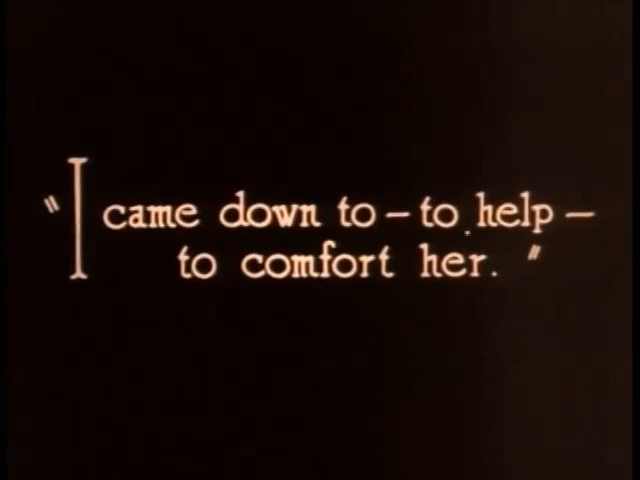 "I came down to – to help –
to comfort her."